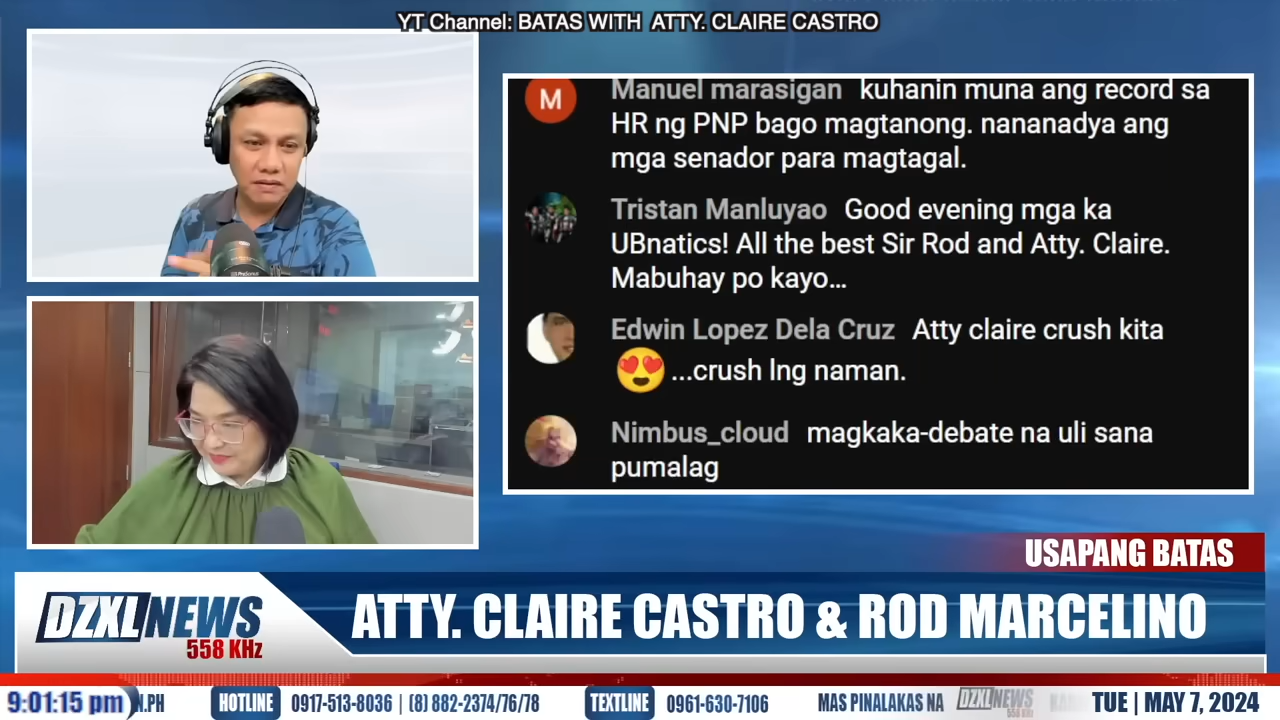 YT Channel: BATAS WITH ATTY. CLAIRE CASTRO
M
Manuel marasigan kuhanin muna ang record sa
HR ng PNP bago magtanong. nananadya ang
mga senador para magtagal.
Tristan Manluyao Good evening mga ka
UBnatics! All the best Sir Rod and Atty. Claire.
Mabuhay po kayo…
Edwin Lopez Dela Cruz Atty claire crush kita
😍 ...crush lng naman.
Nimbus_cloud magkaka-debate na uli sana
pumalag
USAPANG BATAS
DZXL NEWS
558 KHz
ATTY. CLAIRE CASTRO & ROD MARCELINO
9:01:15 pm
N.PH HOTLINE 0917-513-8036 | (8) 882-2374/76/78 TEXTLINE 0961-630-7106 MAS PINALAKAS NA DZXL NEWS 558 KHz
TUE | MAY 7, 2024